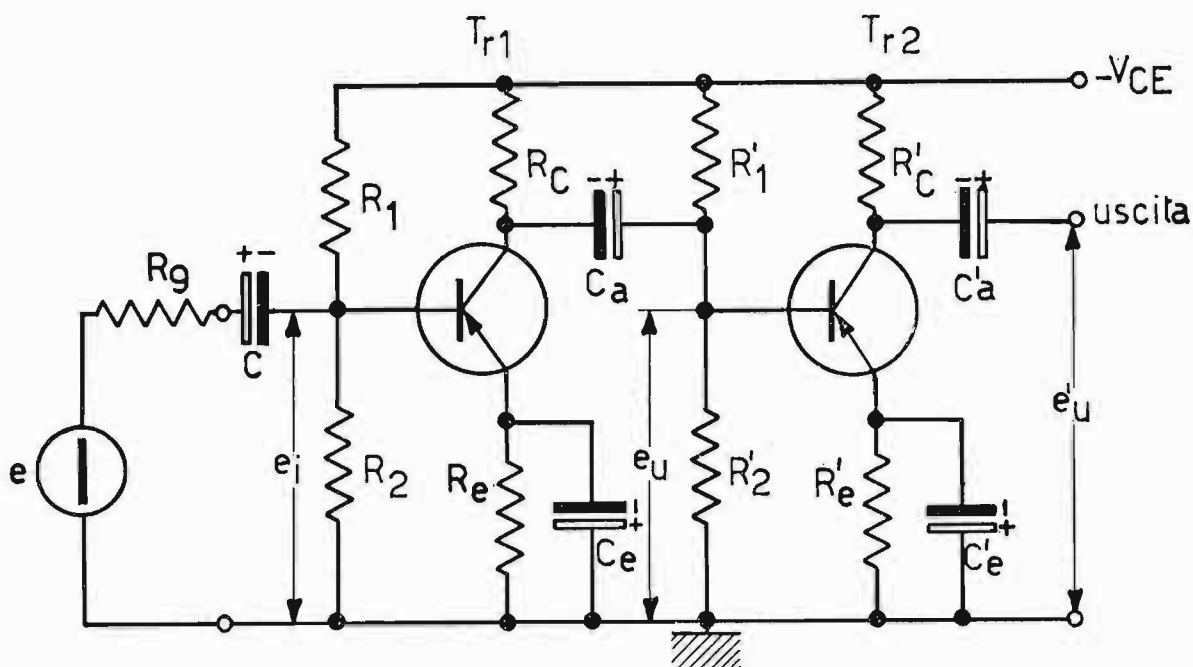 Tr1
Tr2
-VCE
R1
RC
R'1
R'C
-+
-+
uscita
Rg
+-
Ca
C'a
C
e
ei
R2
Re
eu
R'2
R'e
e'u
- +
Ce
- +
C'e